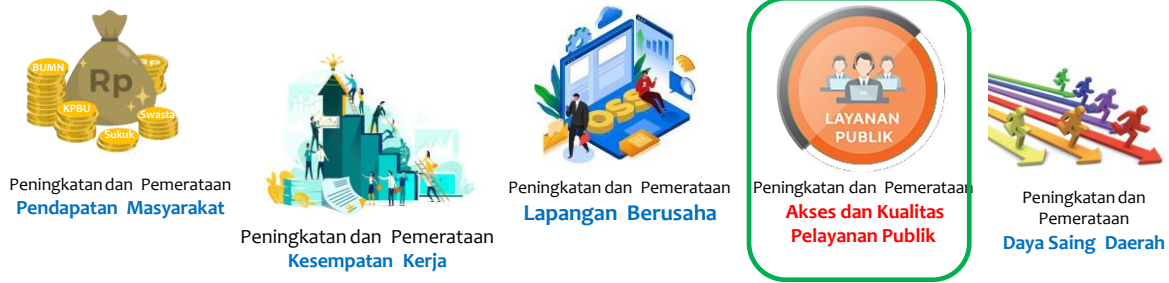 BUMN
Rp
KPBU
Swasta
Sukuk
Peningkatan dan Pemerataan
Pendapatan Masyarakat
Peningkatan dan Pemerataan
Kesempatan Kerja
OSS
Peningkatan dan Pemerataan
Lapangan Berusaha
LAYANAN
PUBLIK
Peningkatan dan Pemerataan
Akses dan Kualitas
Pelayanan Publik
Peningkatan dan
Pemerataan
Daya Saing Daerah